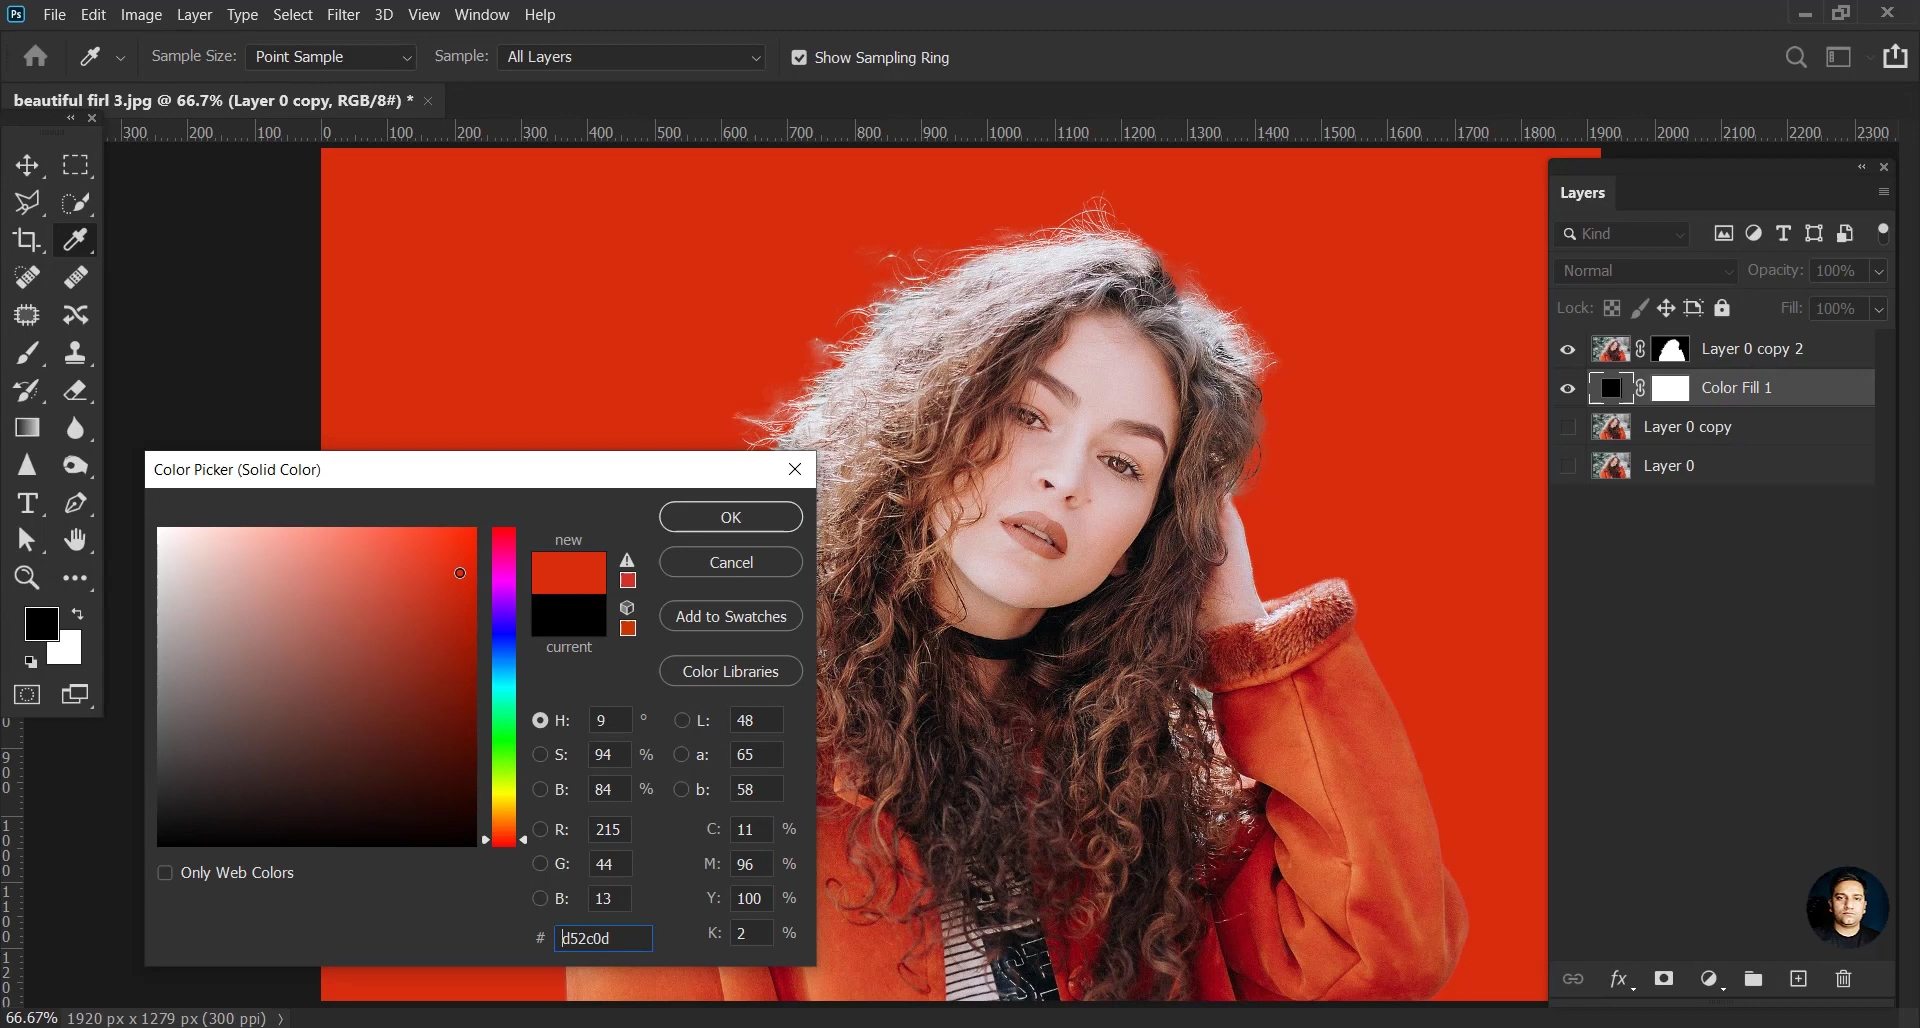 Ps File Edit Image Layer Type Select Filter 3D View Window Help
Sample Size: Point Sample Sample: All Layers Show Sampling Ring
beautiful firl 3.jpg @ 66.7% (Layer 0 copy, RGB/8#) *
300 200 100 0 100 200 300 400 500 600 700 800 900 1000 1100 1200 1300 1400 1500 1600 1700 1800 1900 2000 2100 2200 2300
Layers
Kind
Normal Opacity: 100%
Lock: Fill: 100%
Layer 0 copy 2
Color Fill 1
Layer 0 copy
Layer 0
Color Picker (Solid Color)
OK
new
Cancel
Add to Swatches
current
Color Libraries
H: 9 ° L: 48
S: 94 % a: 65
B: 84 % b: 58
R: 215 C: 11 %
G: 44 M: 96 %
B: 13 Y: 100 %
# d52c0d K: 2 %
Only Web Colors
0
900
1000
1100
1200
fx
66.67% 1920 px x 1279 px (300 ppi)